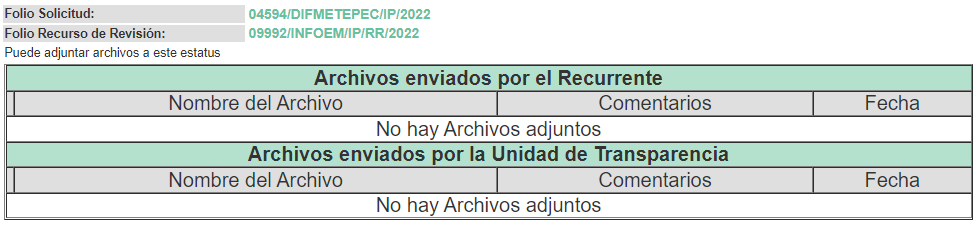 Folio Solicitud: 04594/DIFMETEPEC/IP/2022
Folio Recurso de Revisión: 09992/INFOEM/IP/RR/2022
Puede adjuntar archivos a este estatus
Archivos enviados por el Recurrente
Nombre del Archivo Comentarios Fecha
No hay Archivos adjuntos
Archivos enviados por la Unidad de Transparencia
Nombre del Archivo Comentarios Fecha
No hay Archivos adjuntos